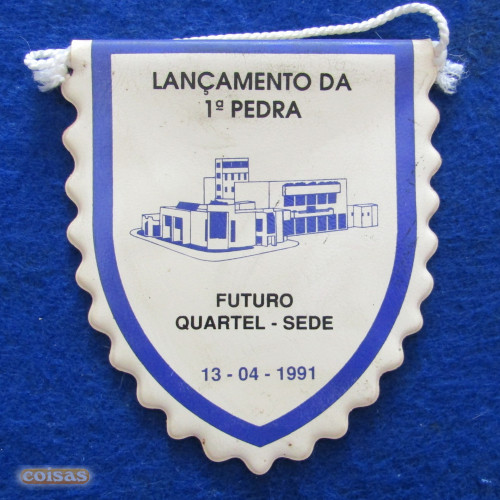 LANÇAMENTO DA
1ª PEDRA
FUTURO
QUARTEL - SEDE
13 - 04 - 1991
coisas